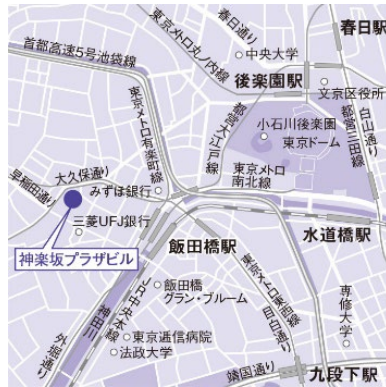 春日通り
春日駅
中央大学
東京メトロ丸ノ内線
首都高速5号池袋線
後楽園駅
文京区役所
東京メトロ有楽町線
都営大江戸線
小石川後楽園
東京ドーム
都営三田線
白山通り
大久保通り
早稲田通り
みずほ銀行
東京メトロ
南北線
三菱UFJ銀行
飯田橋駅
水道橋駅
神楽坂プラザビル
飯田橋
グラン・ブルーム
JR中央本線
神田川
外堀通り
東京逓信病院
法政大学
東京メトロ東西線
目白通り
専修大学
靖国通り
九段下駅